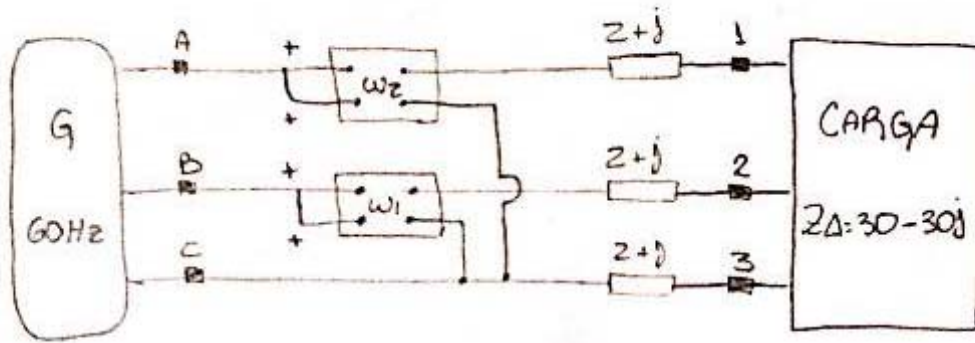 A
+
W2
+
2+j
1
G
60Hz
CARGA
ZΔ=30-30j
B
+
W1
+
2+j
2
C
2+j
3